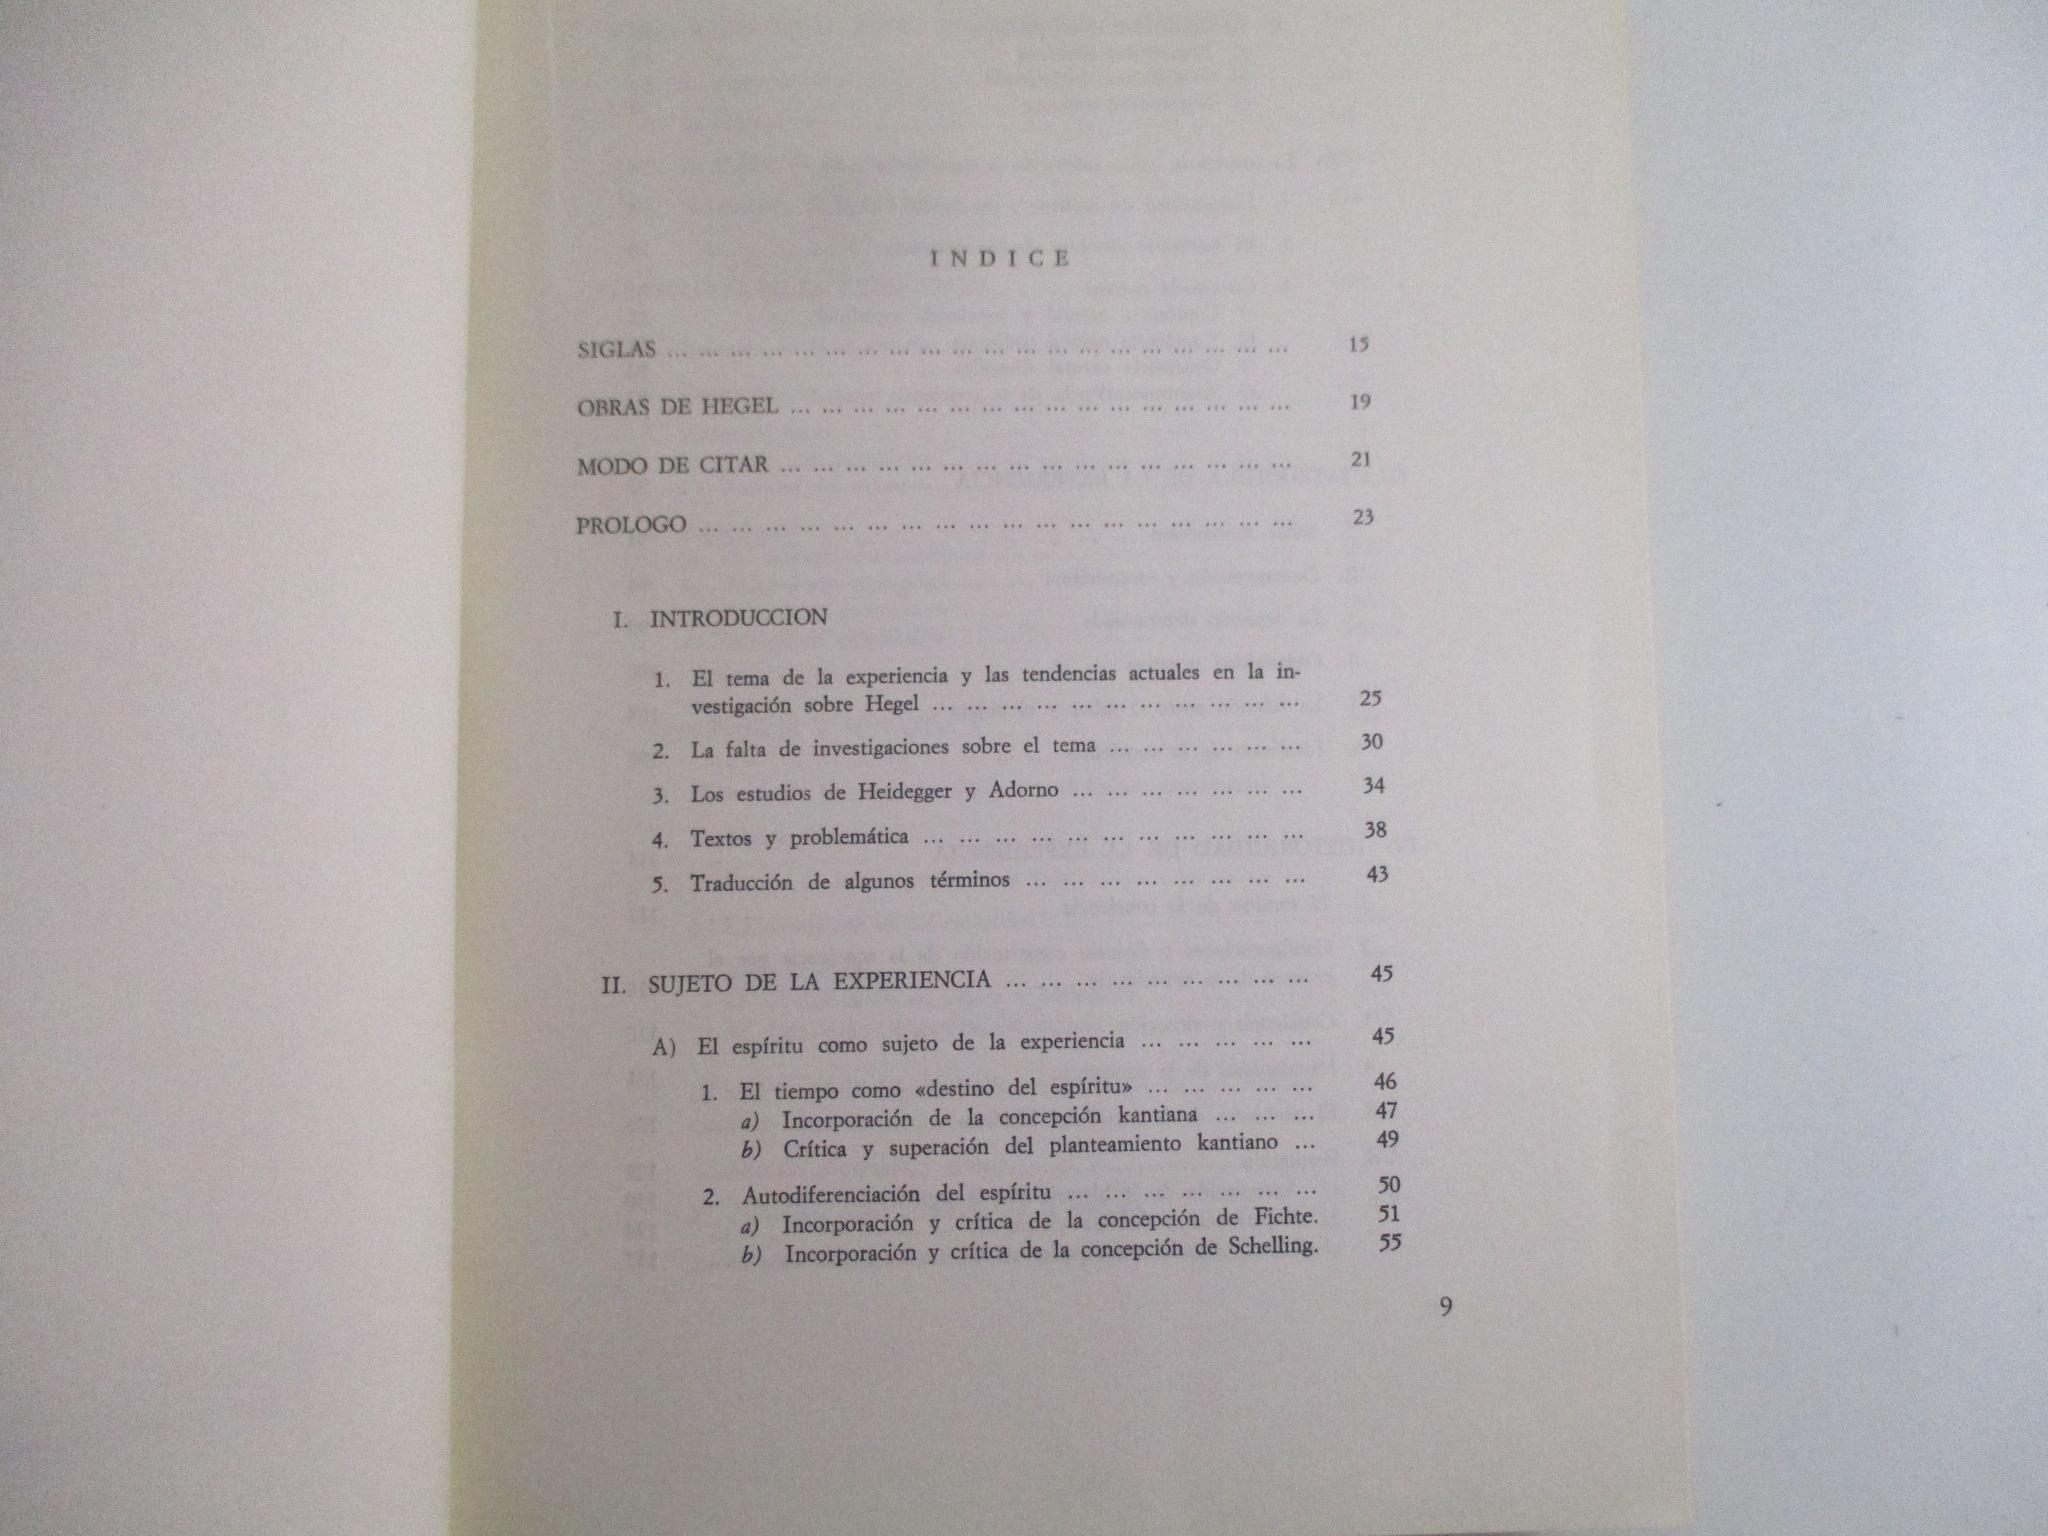 INDICE
SIGLAS ... ... ... ... ... ... ... ... ... ... ... ... ... ... ... ... ... ... ... ... 15
OBRAS DE HEGEL ... ... ... ... ... ... ... ... ... ... ... ... ... ... ... ... 19
MODO DE CITAR ... ... ... ... ... ... ... ... ... ... ... ... ... ... ... ... 21
PROLOGO ... ... ... ... ... ... ... ... ... ... ... ... ... ... ... ... ... ... 23
I. INTRODUCCION
1. El tema de la experiencia y las tendencias actuales en la in-
vestigación sobre Hegel ... ... ... ... ... ... ... ... ... ... ... 25
2. La falta de investigaciones sobre el tema ... ... ... ... ... ... 30
3. Los estudios de Heidegger y Adorno ... ... ... ... ... ... ... 34
4. Textos y problemática ... ... ... ... ... ... ... ... ... ... ... 38
5. Traducción de algunos términos ... ... ... ... ... ... ... ... 43
II. SUJETO DE LA EXPERIENCIA ... ... ... ... ... ... ... ... ... 45
A) El espíritu como sujeto de la experiencia ... ... ... ... ... 45
1. El tiempo como «destino del espíritu» ... ... ... ... ... 46
a) Incorporación de la concepción kantiana ... ... ... 47
b) Crítica y superación del planteamiento kantiano ... 49
2. Autodiferenciación del espíritu ... ... ... ... ... ... ... 50
a) Incorporación y crítica de la concepción de Fichte. 51
b) Incorporación y crítica de la concepción de Schelling. 55
9